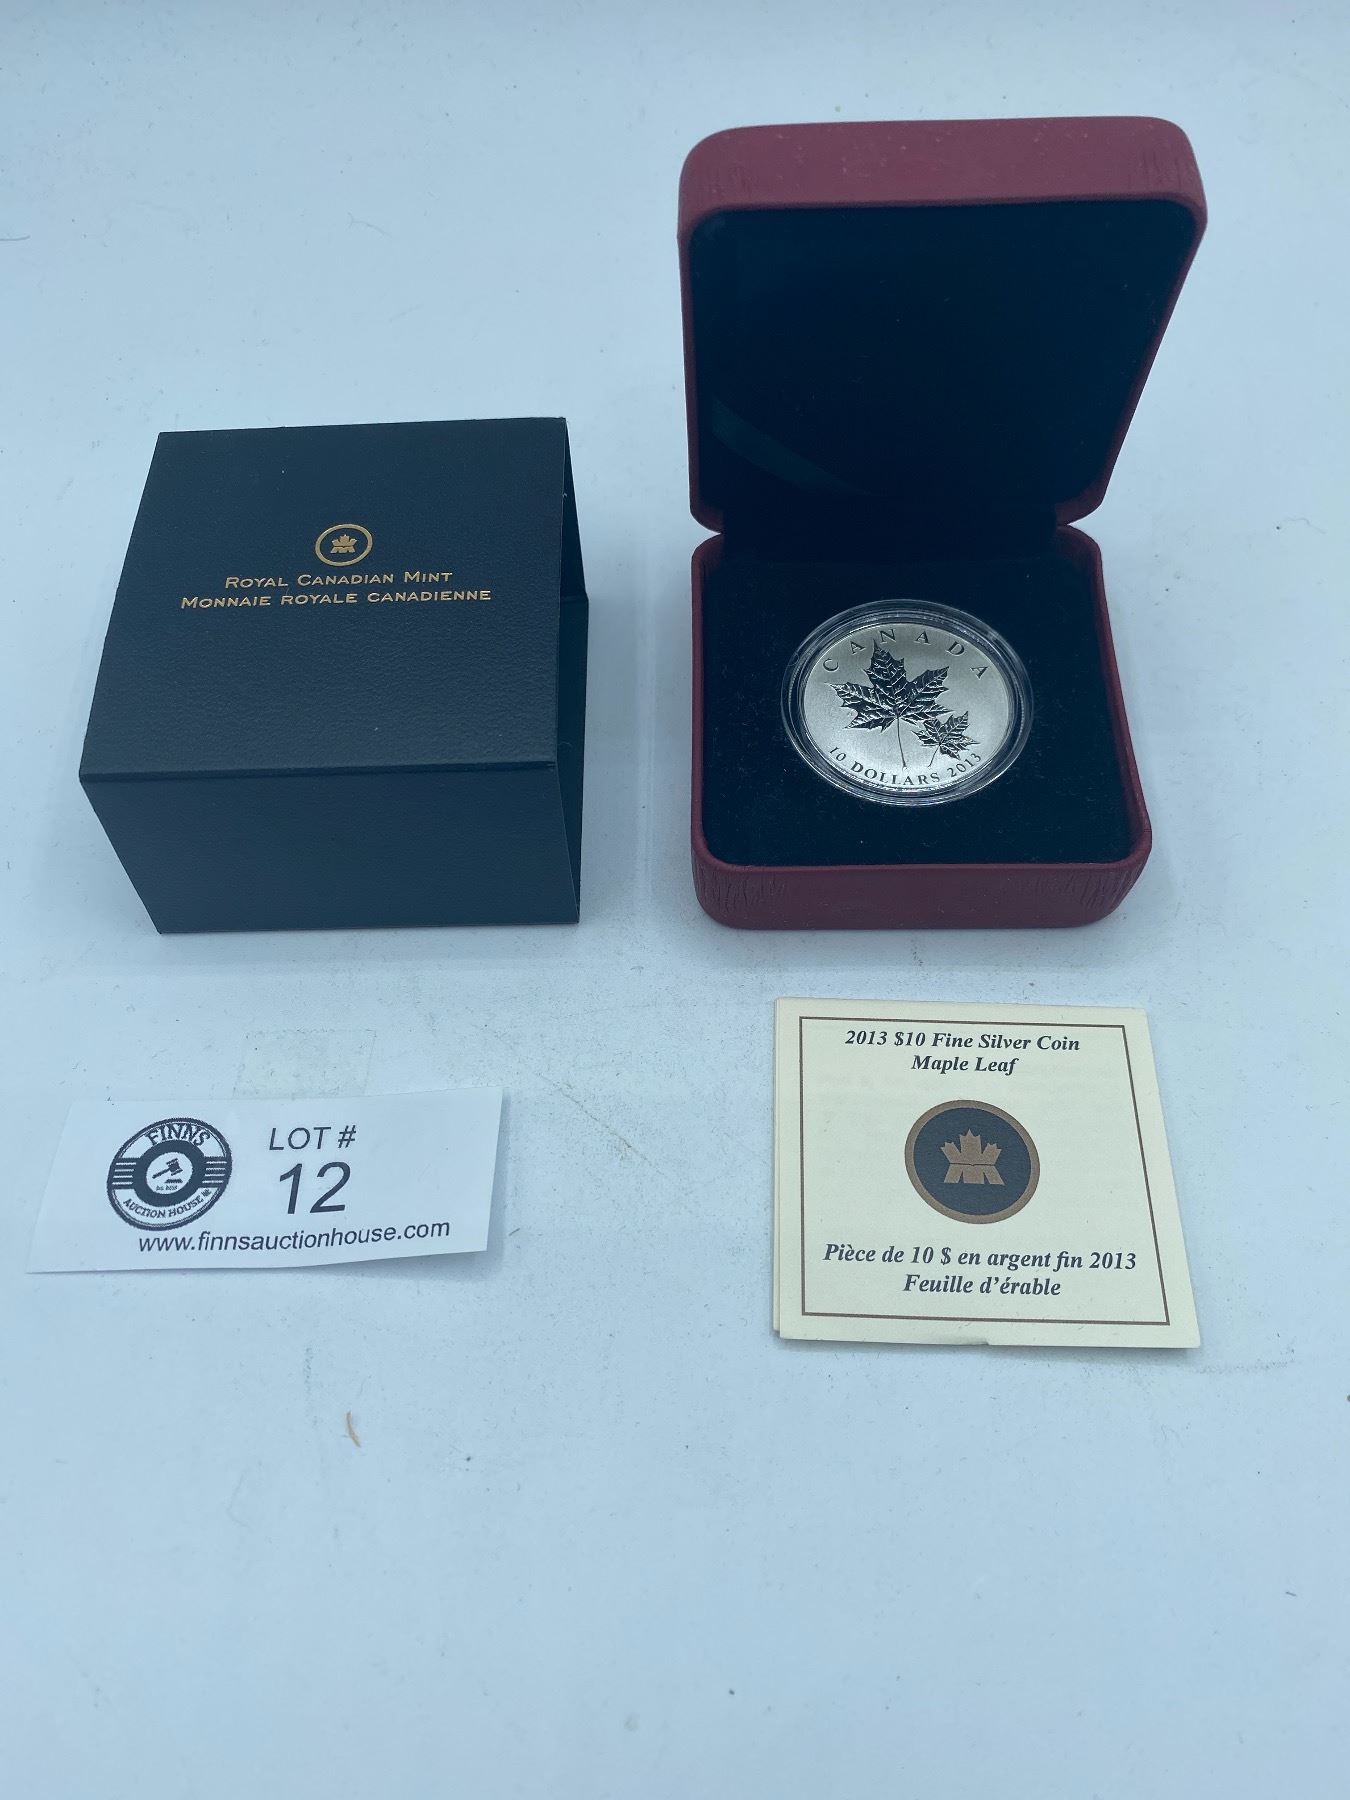 ROYAL CANADIAN MINT
MONNAIE ROYALE CANADIENNE
CANADA
10 DOLLARS 2013
2013 $10 Fine Silver Coin
Maple Leaf
Pièce de 10 $ en argent fin 2013
Feuille d'érable
FINNS
AUCTION HOUSE
LOT #
12
www.finnsauctionhouse.com